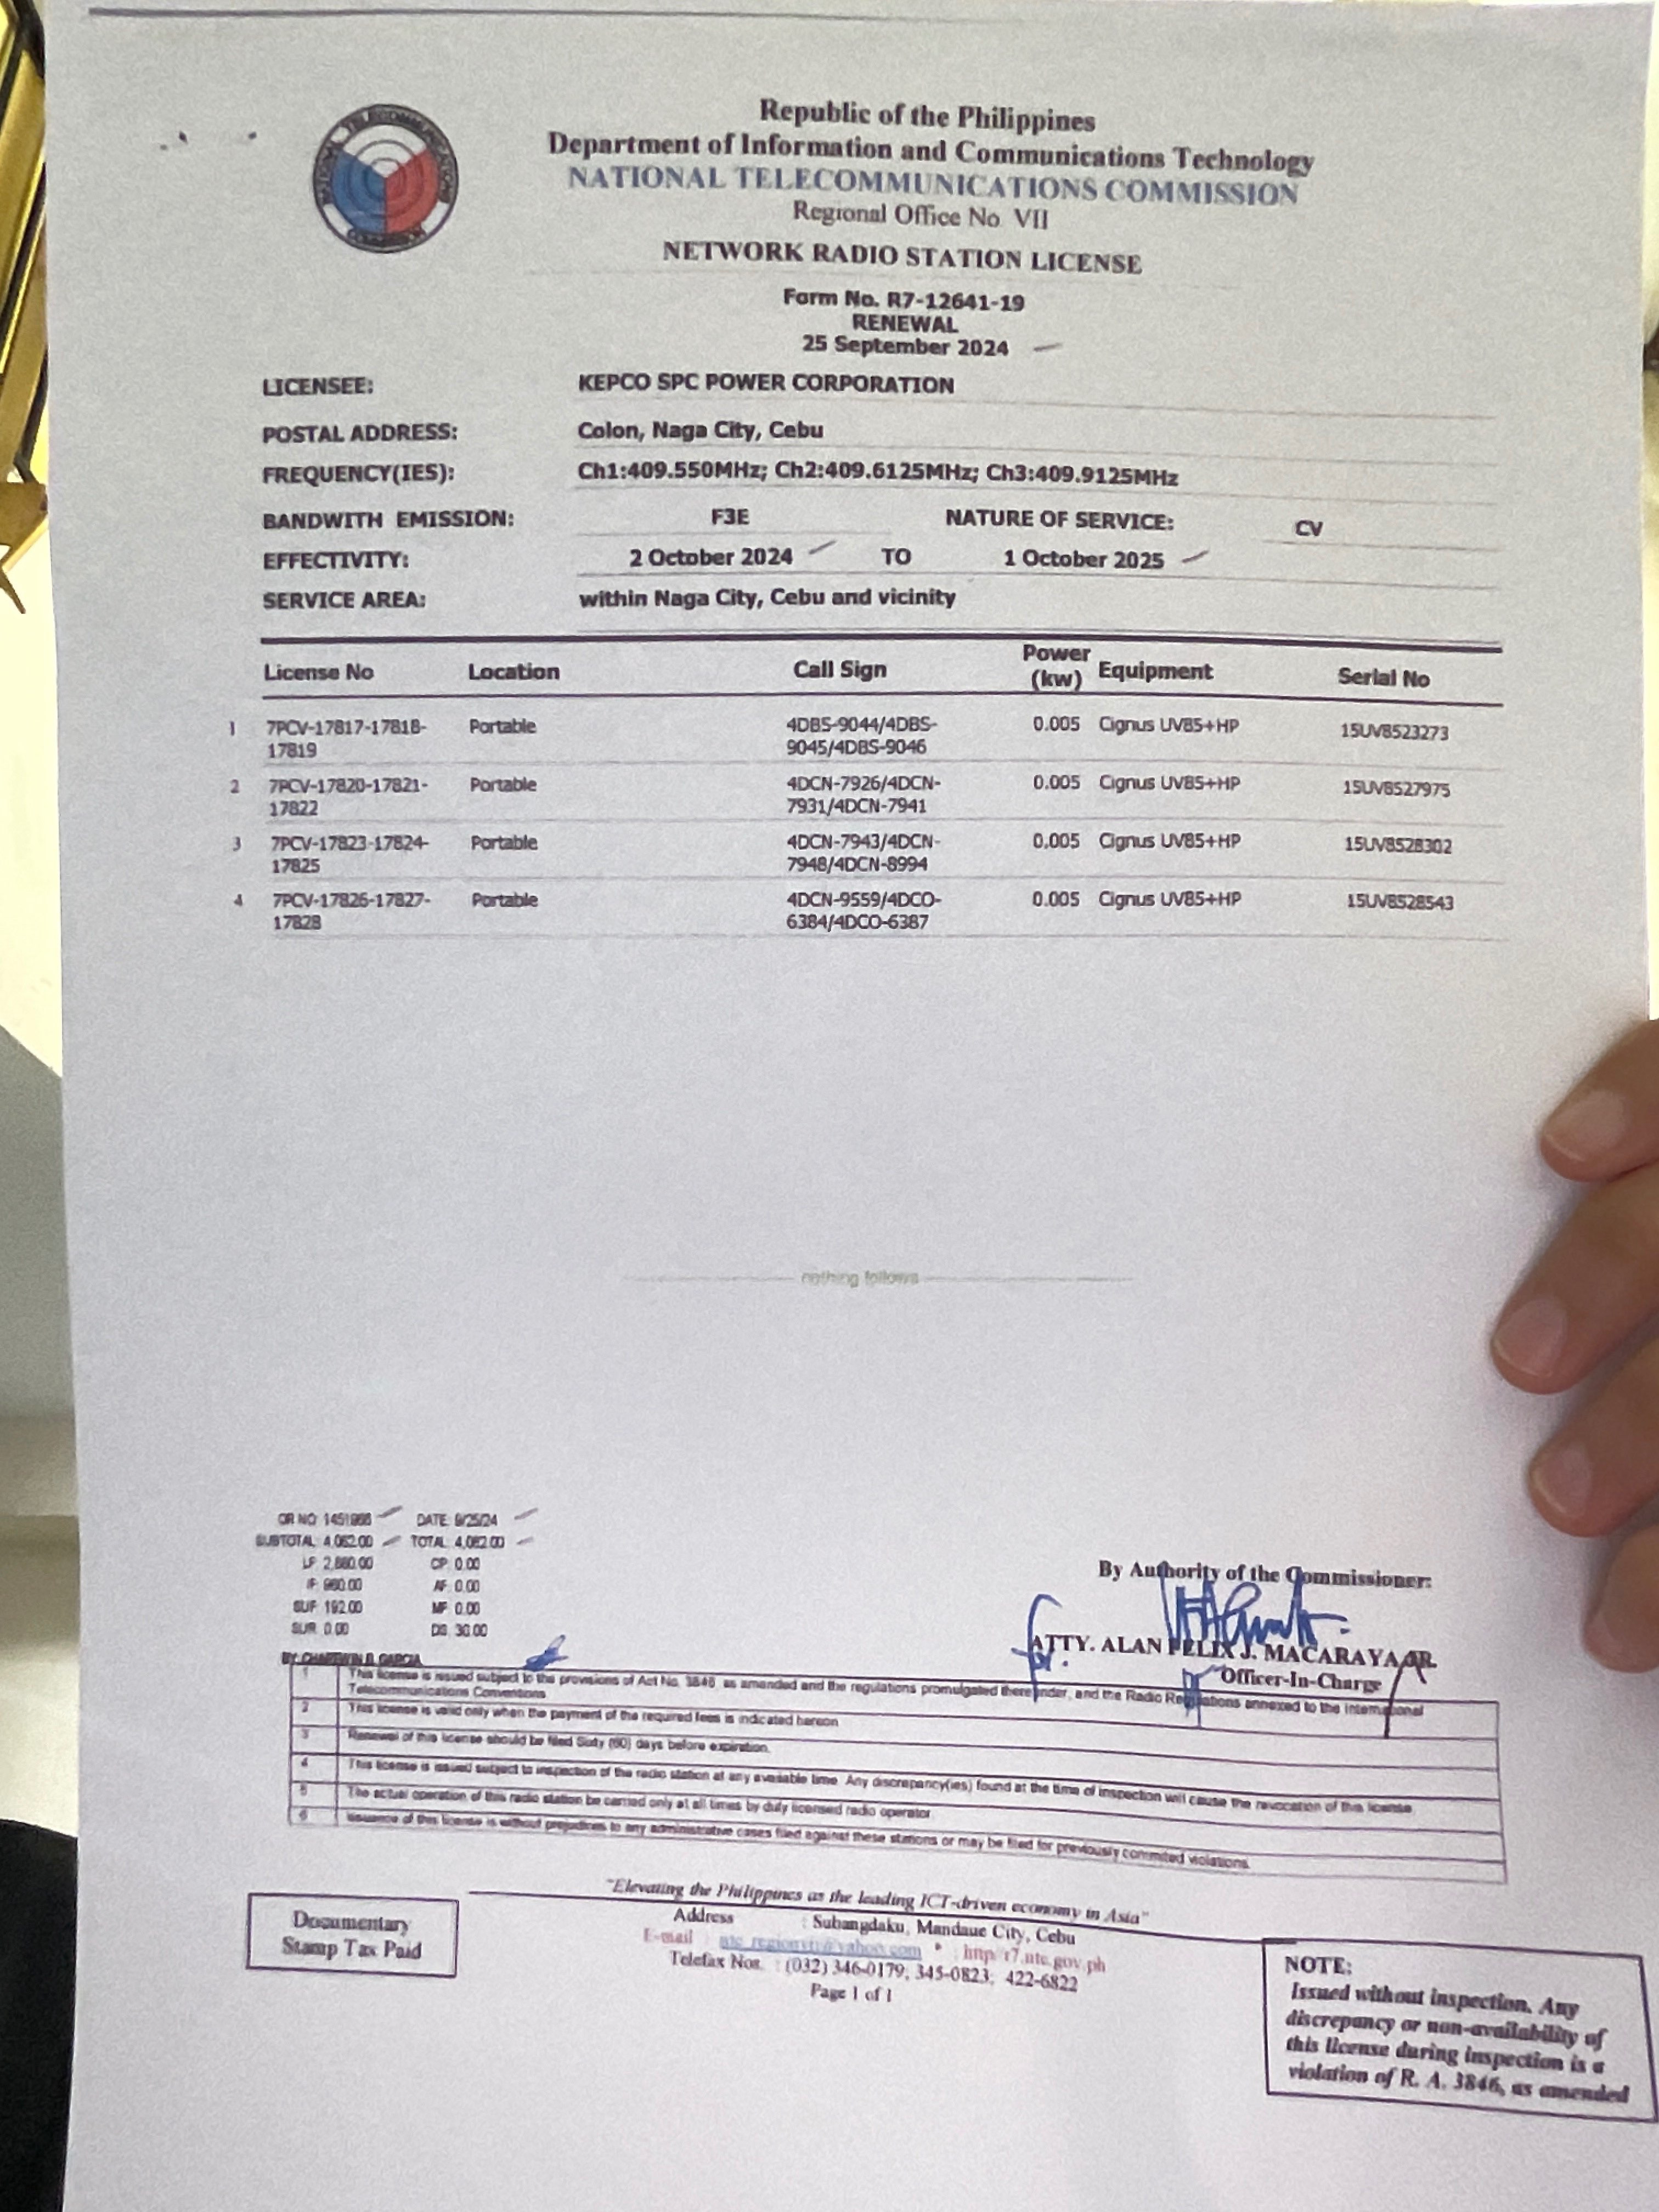 Republic of the Philippines
Department of Information and Communications Technology
NATIONAL TELECOMMUNICATIONS COMMISSION
Regional Office No VII
NETWORK RADIO STATION LICENSE
Form No. R7-12641-19
RENEWAL
25 September 2024
LICENSEE: KEPCO SPC POWER CORPORATION
POSTAL ADDRESS: Colon, Naga City, Cebu
FREQUENCY(IES): Ch1:409.550MHz; Ch2:409.6125MHz; Ch3:409.9125MHz
BANDWITH EMISSION: F3E NATURE OF SERVICE: CV
EFFECTIVITY: 2 October 2024 TO 1 October 2025
SERVICE AREA: within Naga City, Cebu and vicinity
License No Location Call Sign Power (kw) Equipment Serial No
1 7PCV-17817-17818- Portable 4DBS-9044/4DBS- 0.005 Cignus UV85+HP 15UV8523273
17819 9045/4DBS-9046
2 7PCV-17820-17821- Portable 4DCN-7926/4DCN- 0.005 Cignus UV85+HP 15UV8527975
17822 7931/4DCN-7941
3 7PCV-17823-17824- Portable 4DCN-7943/4DCN- 0.005 Cignus UV85+HP 15UV8528302
17825 7948/4DCN-8994
4 7PCV-17826-17827- Portable 4DCN-9559/4DCO- 0.005 Cignus UV85+HP 15UV8528543
17828 6384/4DCO-6387
nothing follows
OR NO: 1451988 DATE: 9/25/24
SUBTOTAL: 4,062.00 TOTAL: 4,062.00
LF: 2,880.00 CP: 0.00
IF: 960.00 AF: 0.00
SUF: 192.00 MF: 0.00
SUR: 0.00 DS: 30.00
By Authority of the Commissioner:
for:
ATTY. ALAN FELIX J. MACARAYA JR.
Officer-In-Charge
BY: GARCIA
1 This license is issued subject to the provisions of Act No. 3846, as amended and the regulations promulgated thereunder, and the Radio Regulations annexed to the International
Telecommunications Conventions
2 This license is valid only when the payment of the required fees is indicated hereon
3 Renewal of this license should be filed Sixty (60) days before expiration.
4 This license is issued subject to inspection of the radio station at any available time. Any discrepancy(ies) found at the time of inspection will cause the revocation of this license.
5 The actual operation of this radio station be carried only at all times by duly licensed radio operator.
6 Issuance of this license is without prejudices to any administrative cases filed against these stations or may be filed for previously commited violations.
"Elevating the Philippines as the leading ICT-driven economy in Asia"
Address : Subangdaku, Mandaue City, Cebu
E-mail : ntc_region7@yahoo.com * http://r7.ntc.gov.ph
Telefax Nos. : (032) 346-0179; 345-0823; 422-6822
Page 1 of 1
Documentary
Stamp Tax Paid
NOTE:
Issued without inspection. Any
discrepancy or non-availability of
this license during inspection is a
violation of R. A. 3846, as amended